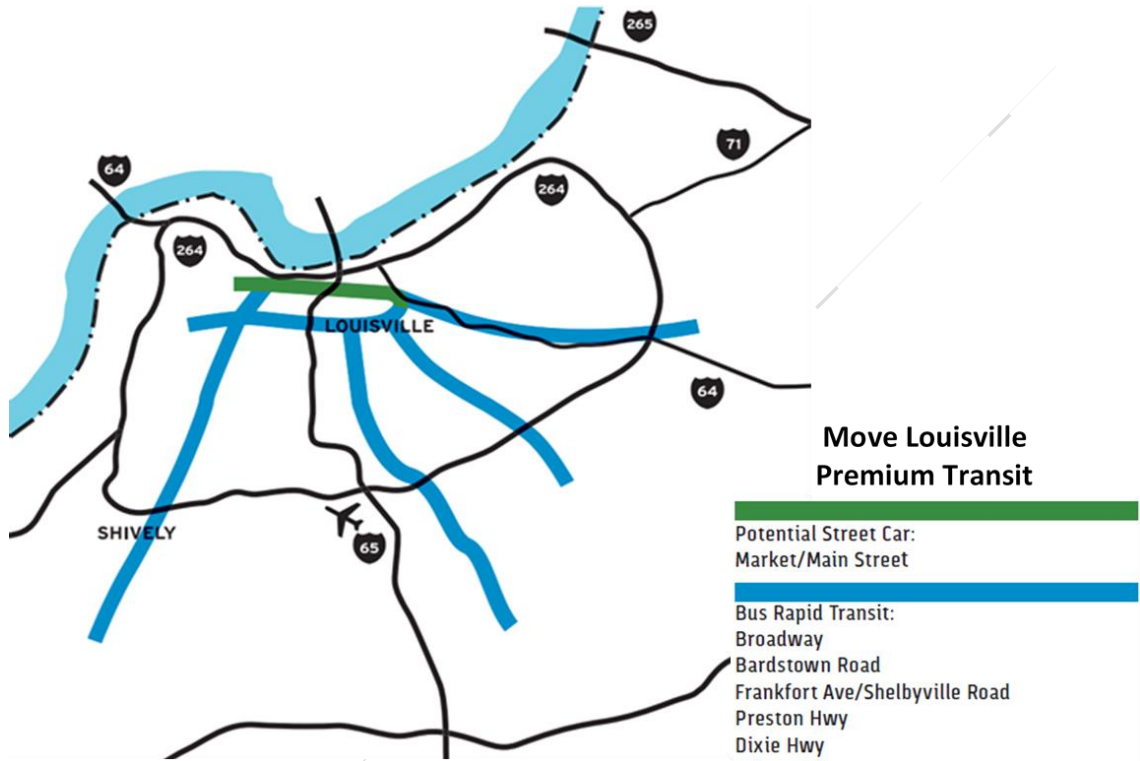 265
71
64
264
264
LOUISVILLE
64
SHIVELY
65
Move Louisville
Premium Transit
Potential Street Car:
Market/Main Street
Bus Rapid Transit:
Broadway
Bardstown Road
Frankfort Ave/Shelbyville Road
Preston Hwy
Dixie Hwy